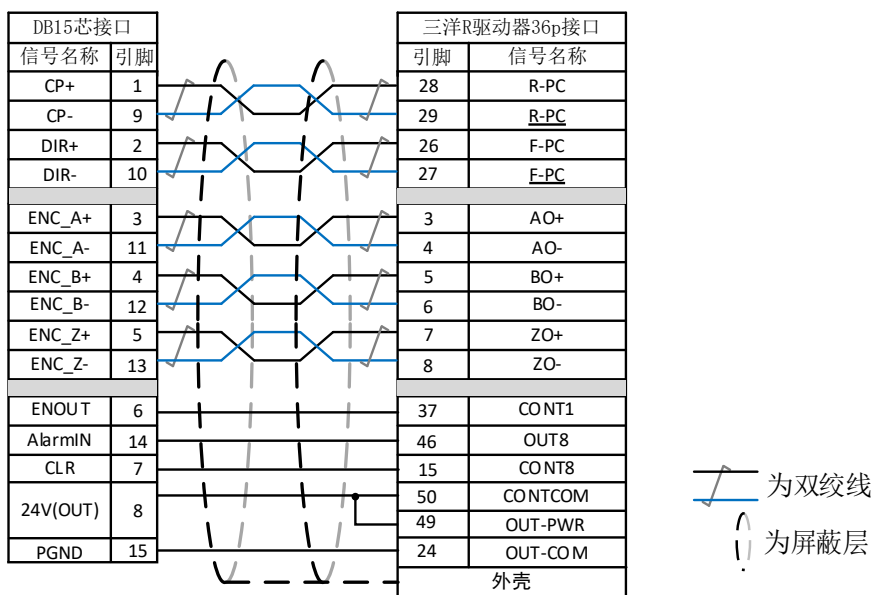 DB15芯接口 三洋R驱动器36p接口
信号名称 引脚 引脚 信号名称
CP+ 1 28 R-PC
CP- 9 29 R-PC
DIR+ 2 26 F-PC
DIR- 10 27 F-PC
ENC_A+ 3 3 AO+
ENC_A- 11 4 AO-
ENC_B+ 4 5 BO+
ENC_B- 12 6 BO-
ENC_Z+ 5 7 ZO+
ENC_Z- 13 8 ZO-
ENOUT 6 37 CONT1
AlarmIN 14 46 OUT8
CLR 7 15 CONT8
24V(OUT) 8 50 CONTCOM
49 OUT-PWR
PGND 15 24 OUT-COM
外壳
为双绞线
为屏蔽层